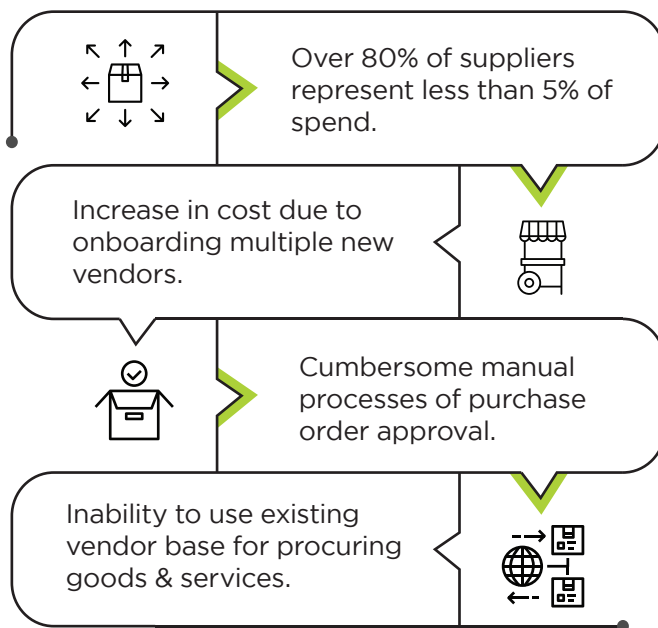 Over 80% of suppliers
represent less than 5% of
spend.
Increase in cost due to
onboarding multiple new
vendors.
Cumbersome manual
processes of purchase
order approval.
Inability to use existing
vendor base for procuring
goods & services.